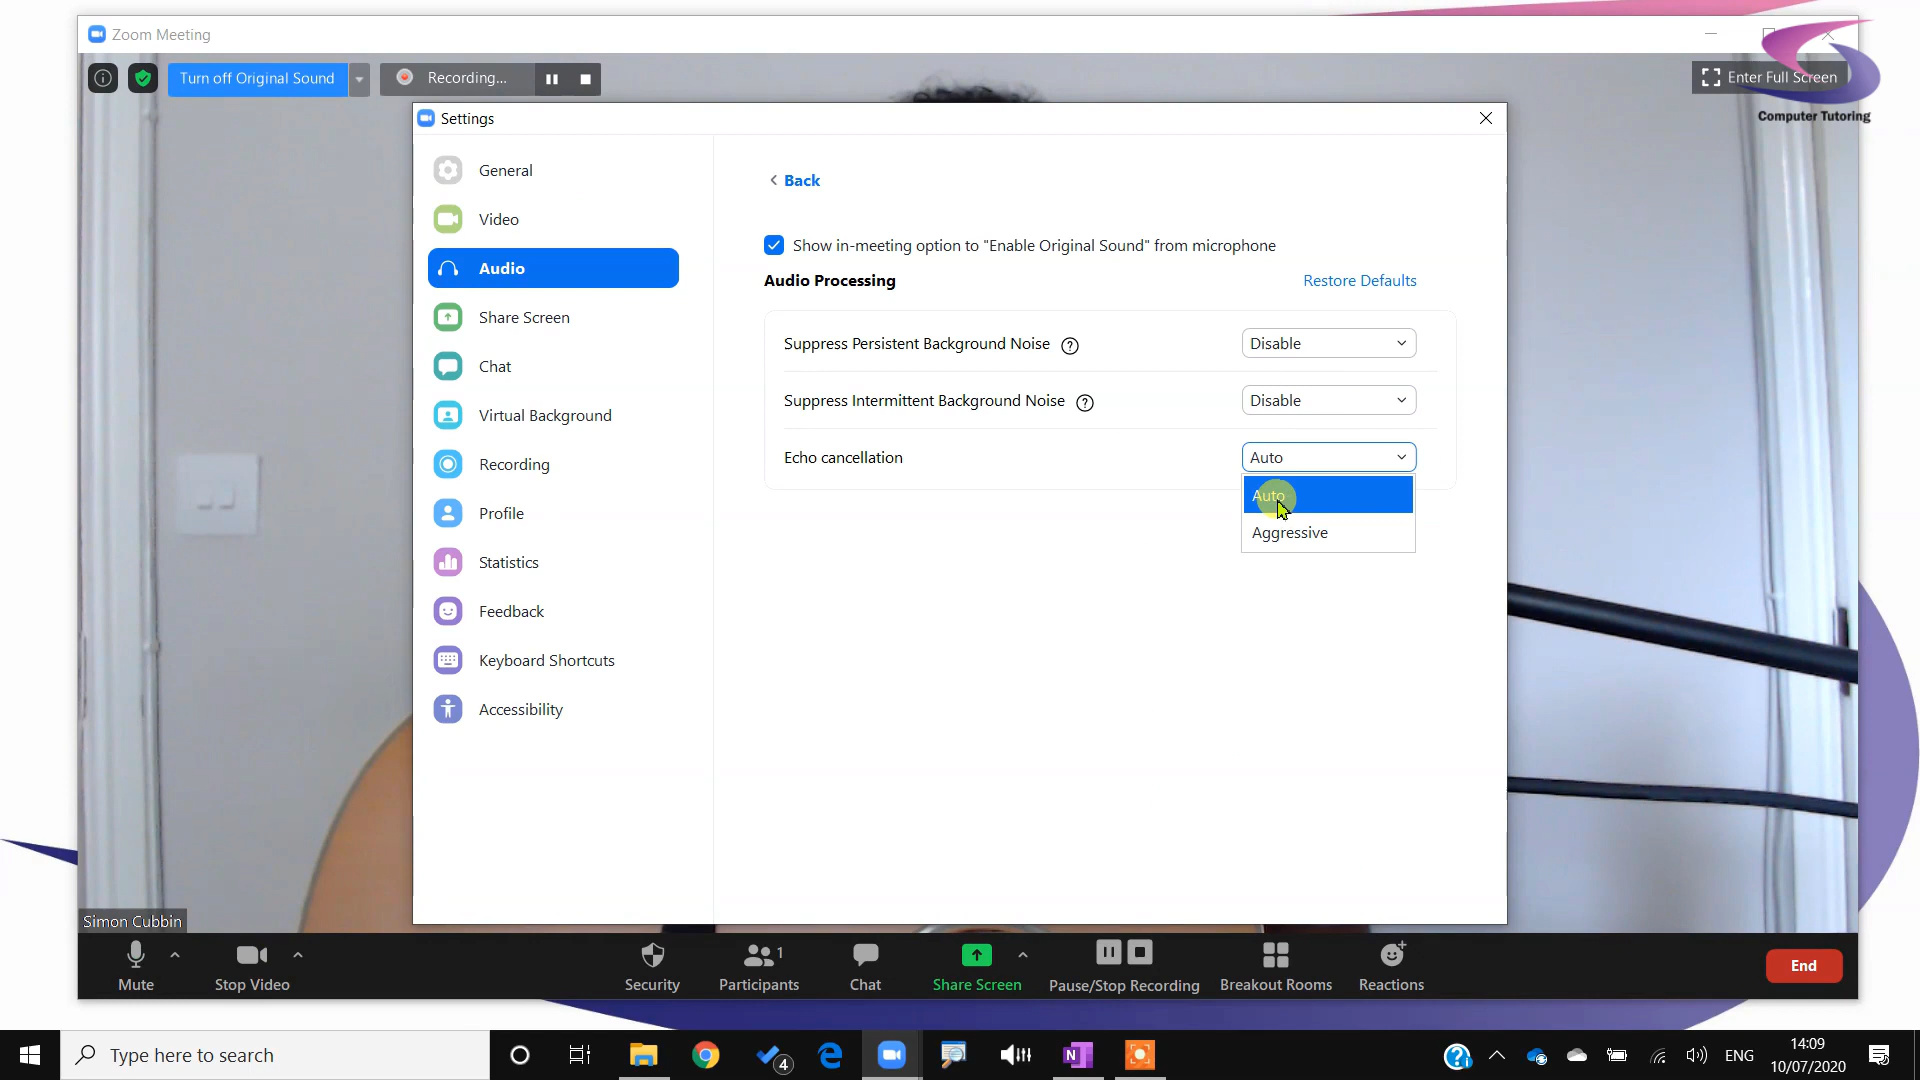 Zoom Meeting
Turn off Original Sound
Recording...
Enter Full Screen
Computer Tutoring
Settings
General
Video
Audio
Share Screen
Chat
Virtual Background
Recording
Profile
Statistics
Feedback
Keyboard Shortcuts
Accessibility
Back
Show in-meeting option to "Enable Original Sound" from microphone
Audio Processing
Restore Defaults
Suppress Persistent Background Noise
Disable
Suppress Intermittent Background Noise
Disable
Echo cancellation
Auto
Auto
Aggressive
Simon Cubbin
Mute
Stop Video
Security
1
Participants
Chat
Share Screen
Pause/Stop Recording
Breakout Rooms
Reactions
End
Type here to search
4
ENG
14:09
10/07/2020